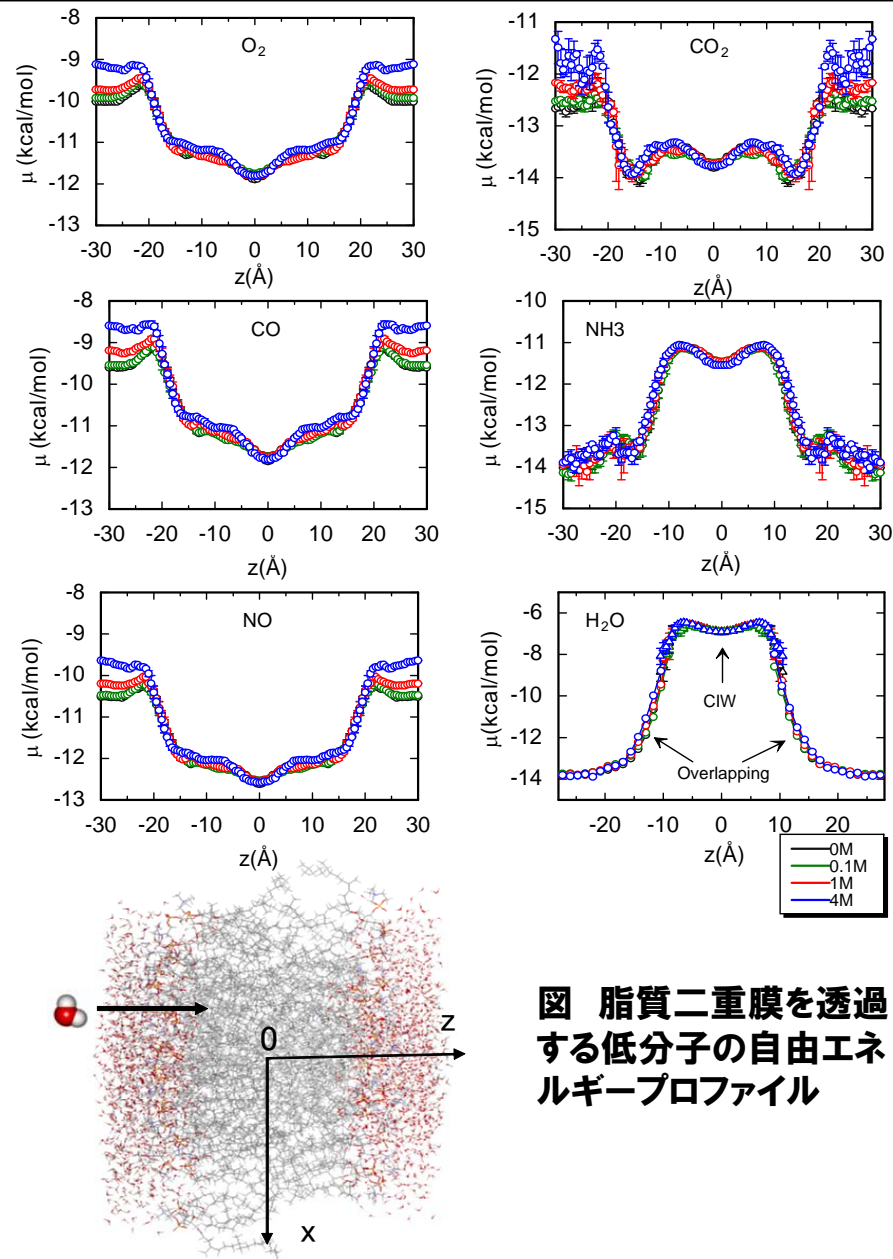 -8
-9
-10
-11
-12
-13
μ (kcal/mol)
O2
-30 -20 -10 0 10 20 30
z(Å)
-11
-12
-13
-14
-15
μ (kcal/mol)
CO2
-30 -20 -10 0 10 20 30
z(Å)
-8
-9
-10
-11
-12
-13
μ (kcal/mol)
CO
-30 -20 -10 0 10 20 30
z(Å)
-10
-11
-12
-13
-14
-15
μ (kcal/mol)
NH3
-30 -20 -10 0 10 20 30
z(Å)
-8
-9
-10
-11
-12
-13
μ (kcal/mol)
NO
-30 -20 -10 0 10 20 30
z(Å)
-6
-8
-10
-12
-14
μ(kcal/mol)
H2O
CIW
Overlapping
-20 -10 0 10 20
z(Å)
0M
0.1M
1M
4M
0
z
x
図 脂質二重膜を透過
する低分子の自由エネ
ルギープロファイル